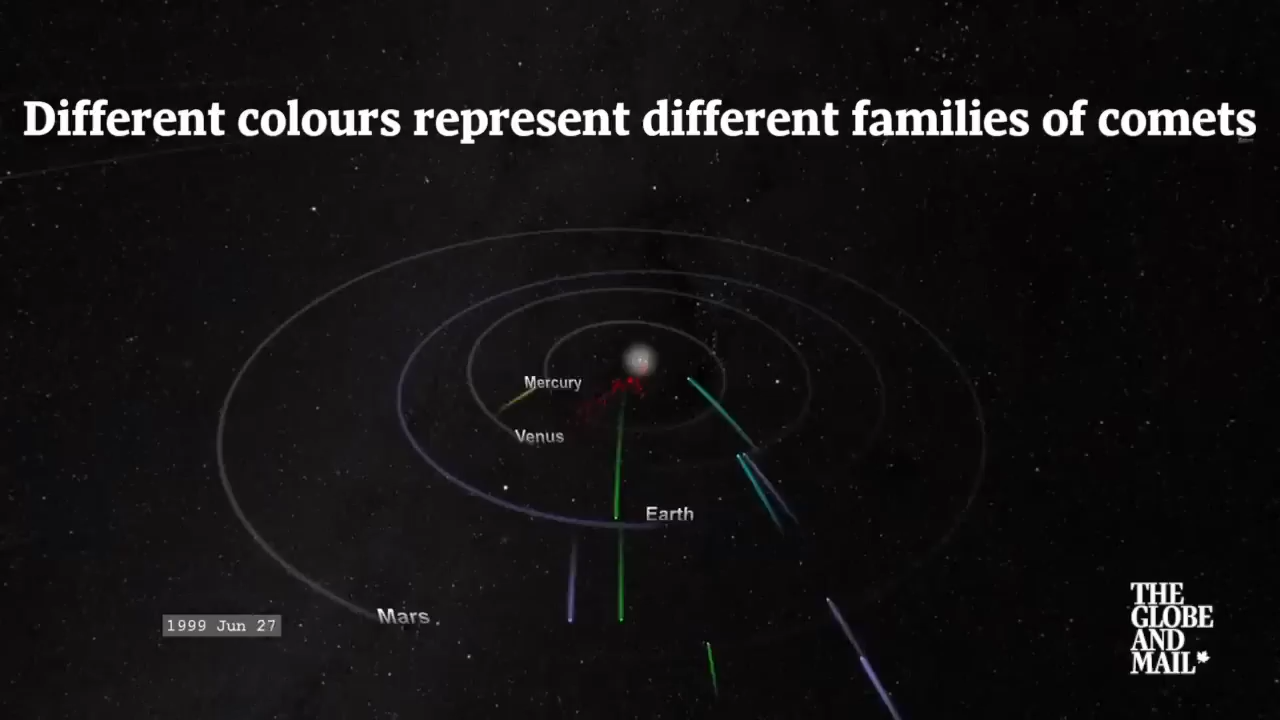 Different colours represent different families of comets
Mercury
Venus
Earth
Mars
1999 Jun 27
THE
GLOBE
AND
MAIL